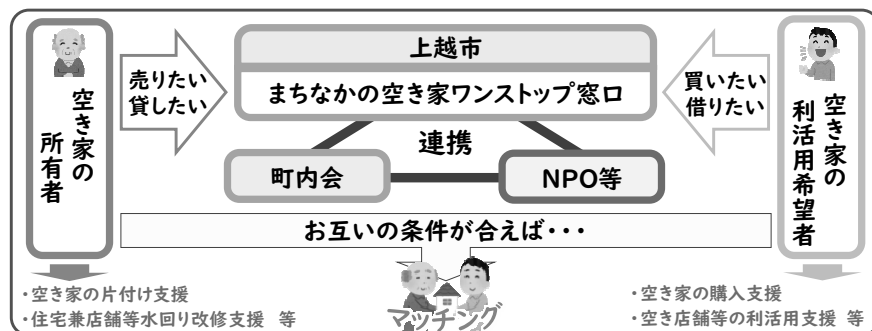 空き家の
所有者
売りたい
貸したい
上越市
まちなかの空き家ワンストップ窓口
連携
町内会
NPO等
買いたい
借りたい
空き家の
利活用希望者
お互いの条件が合えば・・・
マッチング
・空き家の片付け支援
・住宅兼店舗等水回り改修支援 等
・空き家の購入支援
・空き店舗等の利活用支援 等